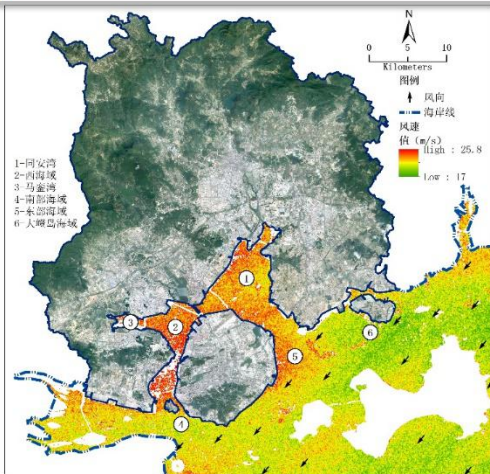 N
0 5 10
Kilometers
图例
风向
海岸线
风速
值 (m/s)
High : 25.8
Low : 17
1-同安湾
2-西海域
3-马銮湾
4-南部海域
5-东部海域
6-大嶝岛海域
1
2
3
4
5
6